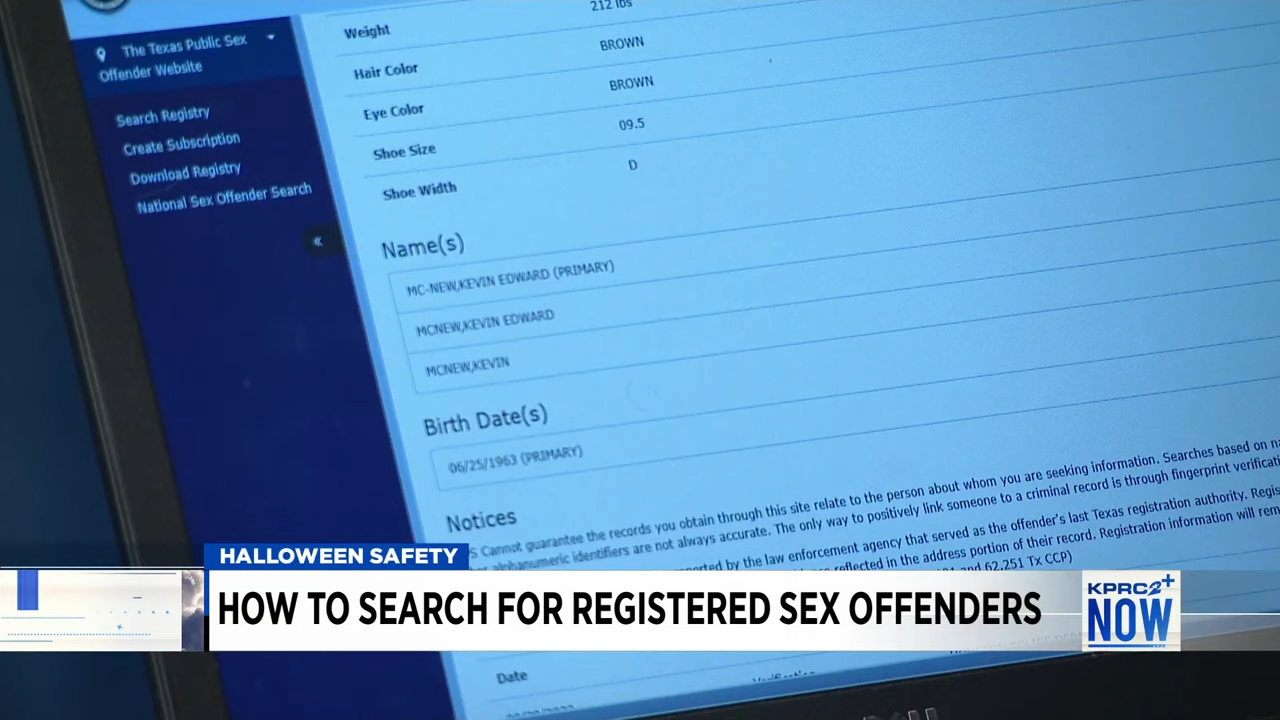 The Texas Public Sex
Offender Website
Search Registry
Create Subscription
Download Registry
National Sex Offender Search
«
Weight 212 lbs
Hair Color BROWN
Eye Color BROWN
Shoe Size 09.5
Shoe Width D
Name(s)
MC-NEW,KEVIN EDWARD (PRIMARY)
MCNEW,KEVIN EDWARD
MCNEW,KEVIN
Birth Date(s)
06/25/1963 (PRIMARY)
Notices
S Cannot guarantee the records you obtain through this site relate to the person about whom you are seeking information. Searches based on
alphanumeric identifiers are not always accurate. The only way to positively link someone to a criminal record is through fingerprint
by the law enforcement agency that served as the offender's last Texas registration authority.
reflected in the address portion of their record. Registration information will
and 62.251 Tx CCP)
Date
HALLOWEEN SAFETY
HOW TO SEARCH FOR REGISTERED SEX OFFENDERS
KPRC2+
NOW